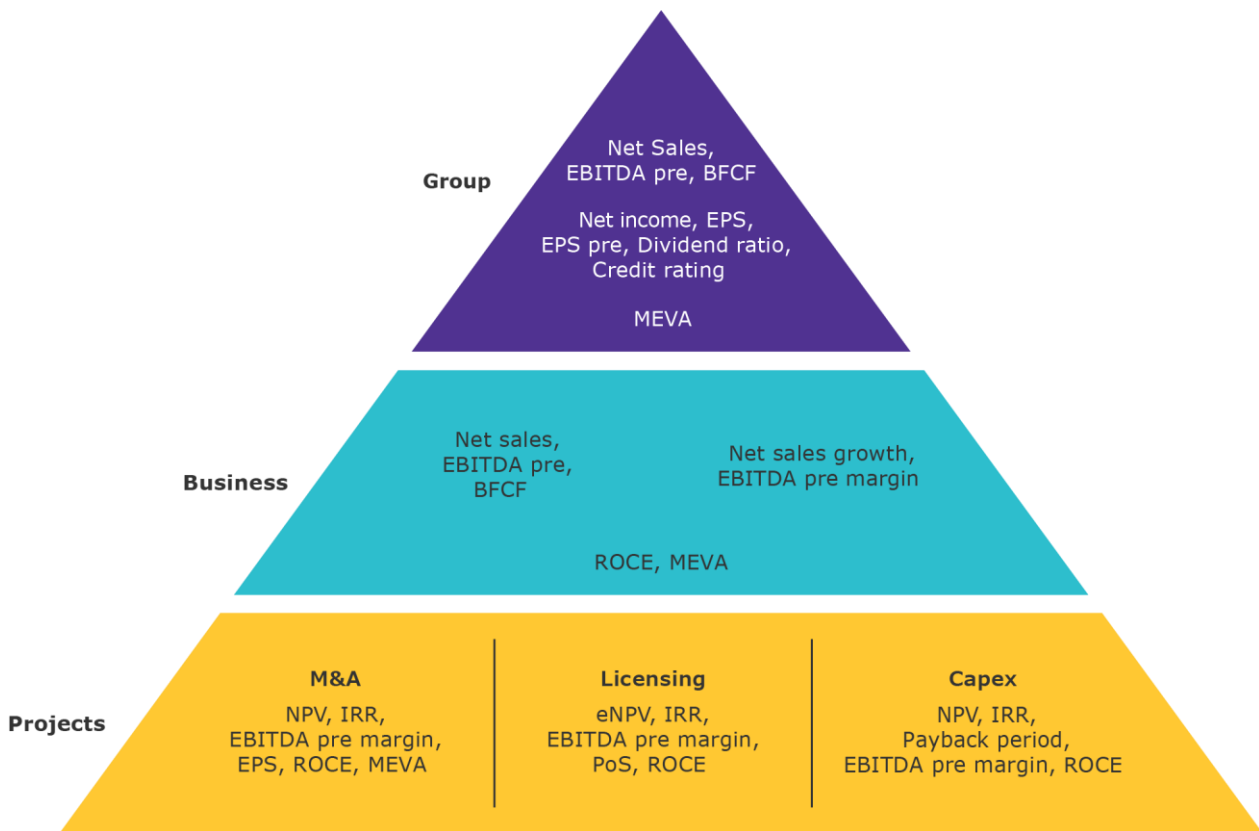 Group
Net Sales,
EBITDA pre, BFCF
Net income, EPS,
EPS pre, Dividend ratio,
Credit rating
MEVA
Business
Net sales,
EBITDA pre,
BFCF
Net sales growth,
EBITDA pre margin
ROCE, MEVA
Projects
M&A
NPV, IRR,
EBITDA pre margin,
EPS, ROCE, MEVA
Licensing
eNPV, IRR,
EBITDA pre margin,
PoS, ROCE
Capex
NPV, IRR,
Payback period,
EBITDA pre margin, ROCE